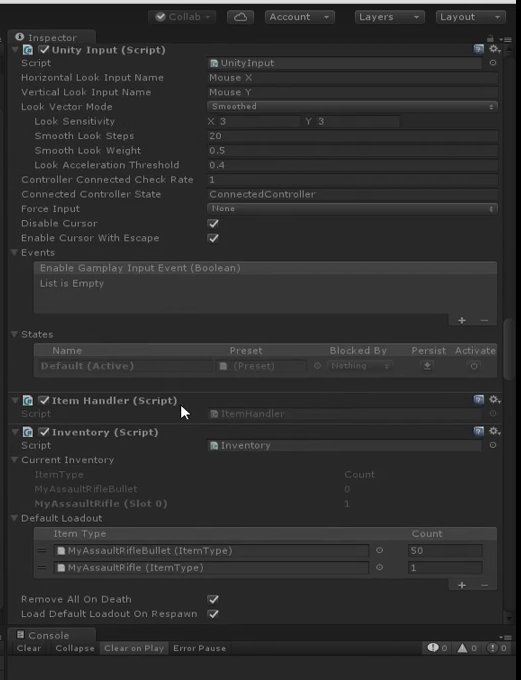 Collab
Account
Layers
Layout
Inspector
Unity Input (Script)
Script UnityInput
Horizontal Look Input Name Mouse X
Vertical Look Input Name Mouse Y
Look Vector Mode Smoothed
Look Sensitivity X 3 Y 3
Smooth Look Steps 20
Smooth Look Weight 0.5
Look Acceleration Threshold 0.4
Controller Connected Check Rate 1
Connected Controller State ConnectedController
Force Input None
Disable Cursor
Enable Cursor With Escape
Events
Enable Gamplay Input Event (Boolean)
List is Empty
States
Name Preset Blocked By Persist Activate
Default (Active) (Preset) Nothing
Item Handler (Script)
Script ItemHandler
Inventory (Script)
Script Inventory
Current Inventory
ItemType Count
MyAssaultRifleBullet 0
MyAssaultRifle (Slot 0) 1
Default Loadout
Item Type Count
MyAssaultRifleBullet (ItemType) 50
MyAssaultRifle (ItemType) 1
Remove All On Death
Load Default Loadout On Respawn
Console
Clear Collapse Clear on Play Error Pause 0 0 0